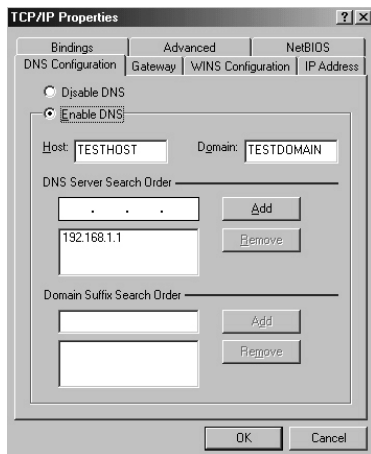 TCP/IP Properties
Bindings Advanced NetBIOS
DNS Configuration Gateway WINS Configuration IP Address
Disable DNS
Enable DNS
Host: TESTHOST Domain: TESTDOMAIN
DNS Server Search Order
. . . Add
192.168.1.1 Remove
Domain Suffix Search Order
Add
Remove
OK Cancel